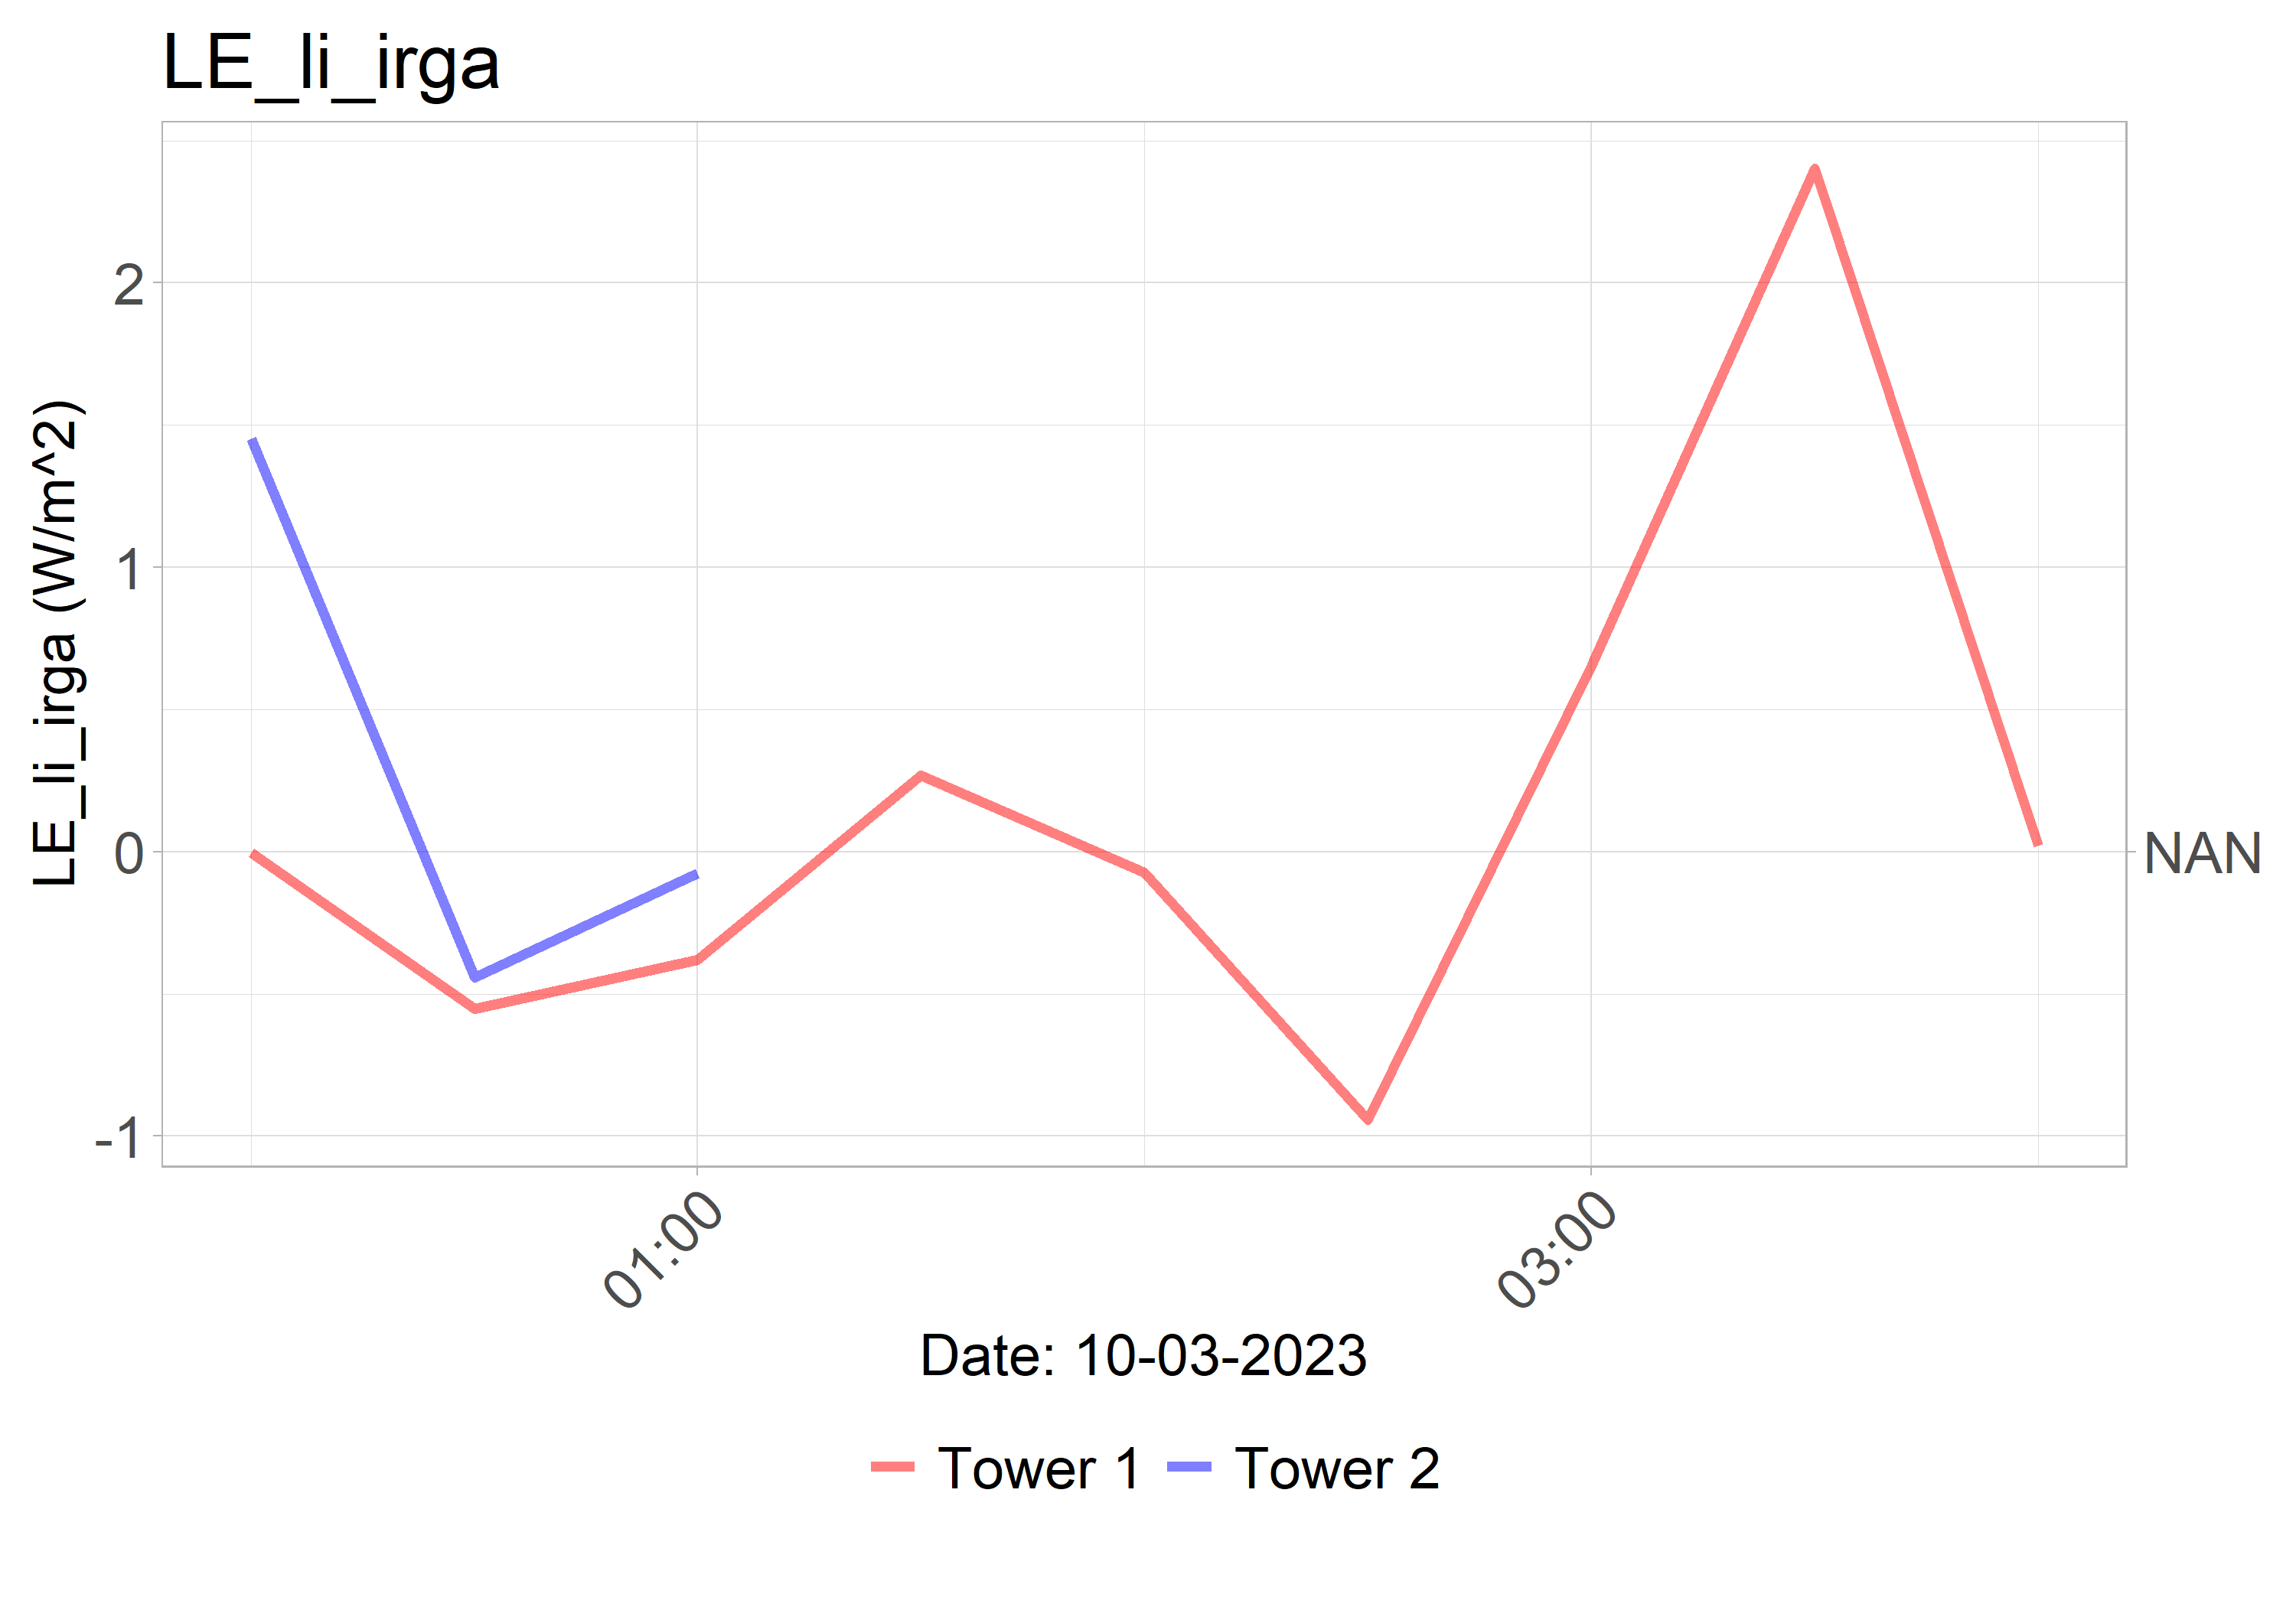 LE_li_irga
LE_li_irga (W/m^2)
2
1
0
-1
NAN
01:00
03:00
Date: 10-03-2023
Tower 1
Tower 2